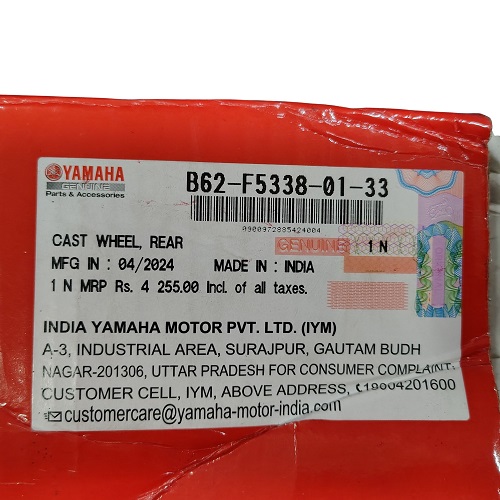 YAMAHA
GENUINE
Parts & Accessories
B62-F5338-01-33
0900972885424004
CAST WHEEL, REAR
GENUINE 1 N
MFG IN : 04/2024 MADE IN : INDIA
1 N MRP Rs. 4 255.00 Incl. of all taxes.
INDIA YAMAHA MOTOR PVT. LTD. (IYM)
A-3, INDUSTRIAL AREA, SURAJPUR, GAUTAM BUDH
NAGAR-201306, UTTAR PRADESH FOR CONSUMER COMPLAINT,
CUSTOMER CELL, IYM, ABOVE ADDRESS, 18004201600
customercare@yamaha-motor-india.com